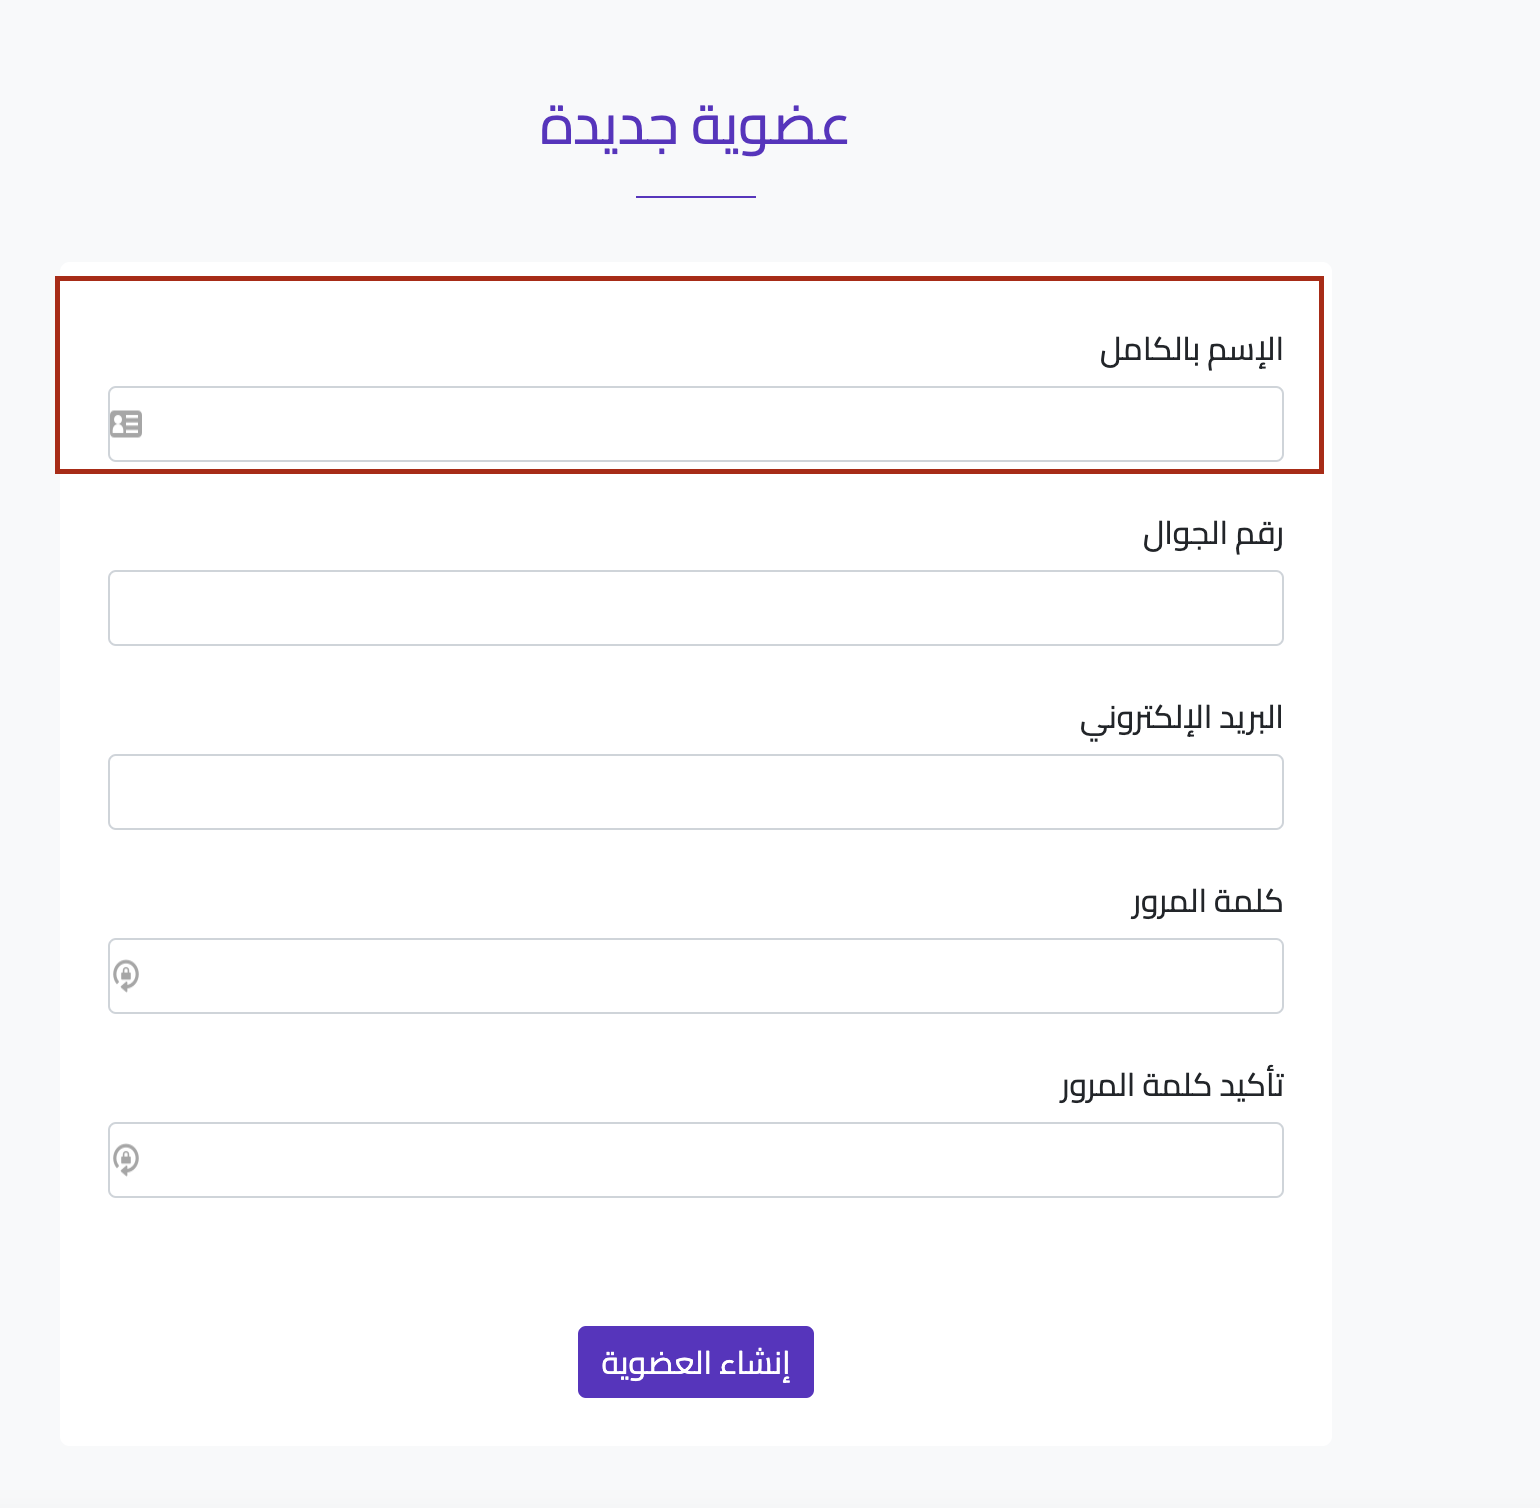 عضوية جديدة
الإسم بالكامل
رقم الجوال
البريد الإلكتروني
كلمة المرور
تأكيد كلمة المرور
إنشاء العضوية